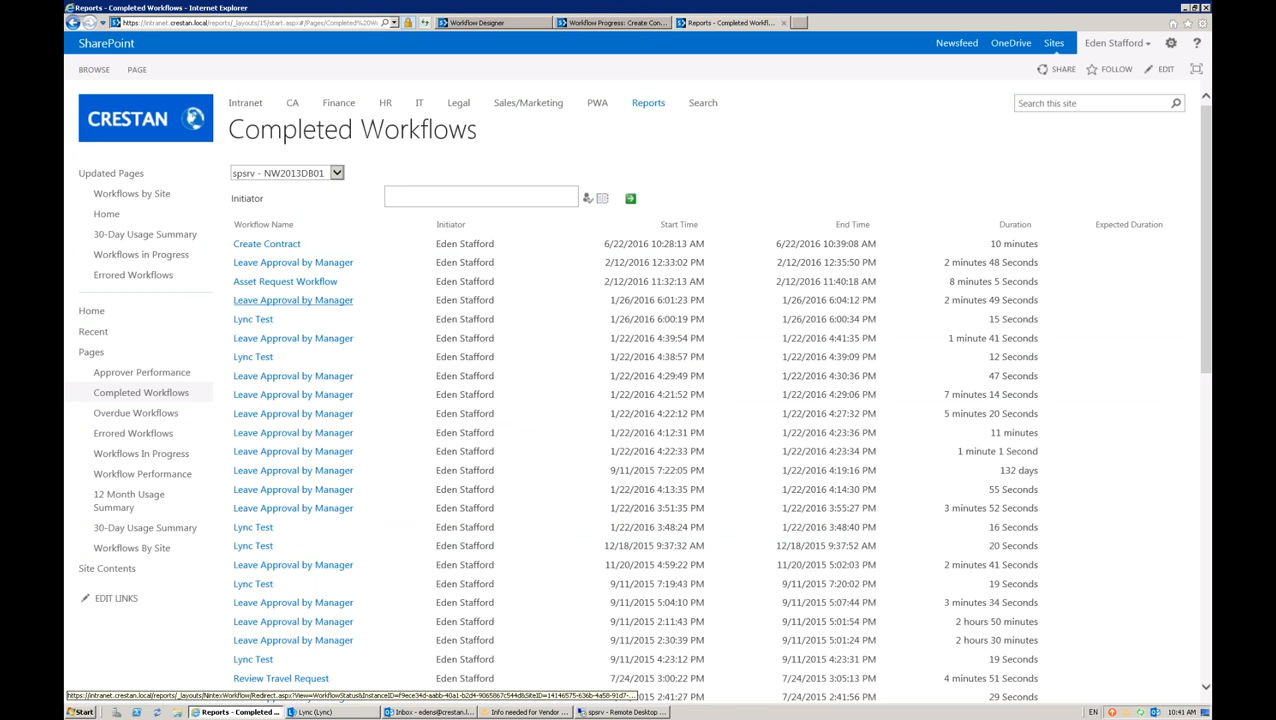 Reports - Completed Workflows - Internet Explorer
https://intranet.crestan.local/reports/_layouts/15/start.aspx#/Pages/Completed%20W
Workflow Designer
Workflow Progress: Create Con...
Reports - Completed Workfl...
SharePoint
Newsfeed OneDrive Sites
Eden Stafford
BROWSE PAGE
SHARE FOLLOW EDIT
CRESTAN
Intranet CA Finance HR IT Legal Sales/Marketing PWA Reports Search
Search this site
Completed Workflows
Updated Pages
Workflows by Site
Home
30-Day Usage Summary
Workflows in Progress
Errored Workflows
Home
Recent
Pages
Approver Performance
Completed Workflows
Overdue Workflows
Errored Workflows
Workflows In Progress
Workflow Performance
12 Month Usage
Summary
30-Day Usage Summary
Workflows By Site
Site Contents
EDIT LINKS
spsrv - NW2013DB01
Initiator
Workflow Name Initiator Start Time End Time Duration Expected Duration
Create Contract Eden Stafford 6/22/2016 10:28:13 AM 6/22/2016 10:39:08 AM 10 minutes
Leave Approval by Manager Eden Stafford 2/12/2016 12:33:02 PM 2/12/2016 12:35:50 PM 2 minutes 48 Seconds
Asset Request Workflow Eden Stafford 2/12/2016 11:32:13 AM 2/12/2016 11:40:18 AM 8 minutes 5 Seconds
Leave Approval by Manager Eden Stafford 1/26/2016 6:01:23 PM 1/26/2016 6:04:12 PM 2 minutes 49 Seconds
Lync Test Eden Stafford 1/26/2016 6:00:19 PM 1/26/2016 6:00:34 PM 15 Seconds
Leave Approval by Manager Eden Stafford 1/22/2016 4:39:54 PM 1/22/2016 4:41:35 PM 1 minute 41 Seconds
Lync Test Eden Stafford 1/22/2016 4:38:57 PM 1/22/2016 4:39:09 PM 12 Seconds
Leave Approval by Manager Eden Stafford 1/22/2016 4:29:49 PM 1/22/2016 4:30:36 PM 47 Seconds
Leave Approval by Manager Eden Stafford 1/22/2016 4:21:52 PM 1/22/2016 4:29:06 PM 7 minutes 14 Seconds
Leave Approval by Manager Eden Stafford 1/22/2016 4:22:12 PM 1/22/2016 4:27:32 PM 5 minutes 20 Seconds
Leave Approval by Manager Eden Stafford 1/22/2016 4:12:31 PM 1/22/2016 4:23:36 PM 11 minutes
Leave Approval by Manager Eden Stafford 1/22/2016 4:22:33 PM 1/22/2016 4:23:34 PM 1 minute 1 Second
Leave Approval by Manager Eden Stafford 9/11/2015 7:22:05 PM 1/22/2016 4:19:16 PM 132 days
Leave Approval by Manager Eden Stafford 1/22/2016 4:13:35 PM 1/22/2016 4:14:30 PM 55 Seconds
Leave Approval by Manager Eden Stafford 1/22/2016 3:51:35 PM 1/22/2016 3:55:27 PM 3 minutes 52 Seconds
Lync Test Eden Stafford 1/22/2016 3:48:24 PM 1/22/2016 3:48:40 PM 16 Seconds
Lync Test Eden Stafford 12/18/2015 9:37:32 AM 12/18/2015 9:37:52 AM 20 Seconds
Leave Approval by Manager Eden Stafford 11/20/2015 4:59:22 PM 11/20/2015 5:02:03 PM 2 minutes 41 Seconds
Lync Test Eden Stafford 9/11/2015 7:19:43 PM 9/11/2015 7:20:02 PM 19 Seconds
Leave Approval by Manager Eden Stafford 9/11/2015 5:04:10 PM 9/11/2015 5:07:44 PM 3 minutes 34 Seconds
Leave Approval by Manager Eden Stafford 9/11/2015 2:11:43 PM 9/11/2015 5:01:54 PM 2 hours 50 minutes
Leave Approval by Manager Eden Stafford 9/11/2015 2:30:39 PM 9/11/2015 5:01:24 PM 2 hours 30 minutes
Lync Test Eden Stafford 9/11/2015 4:23:12 PM 9/11/2015 4:23:31 PM 19 Seconds
Review Travel Request Eden Stafford 7/24/2015 3:00:22 PM 7/24/2015 3:05:13 PM 4 minutes 51 Seconds
/24/2015 2:41:27 PM 7/24/2015 2:41:56 PM 29 Seconds
Start
Reports - Completed ...
Lync (Lync)
Inbox - edens@crestan.l...
Info needed for Vendor ...
spsrv - Remote Desktop ...
EN
10:41 AM